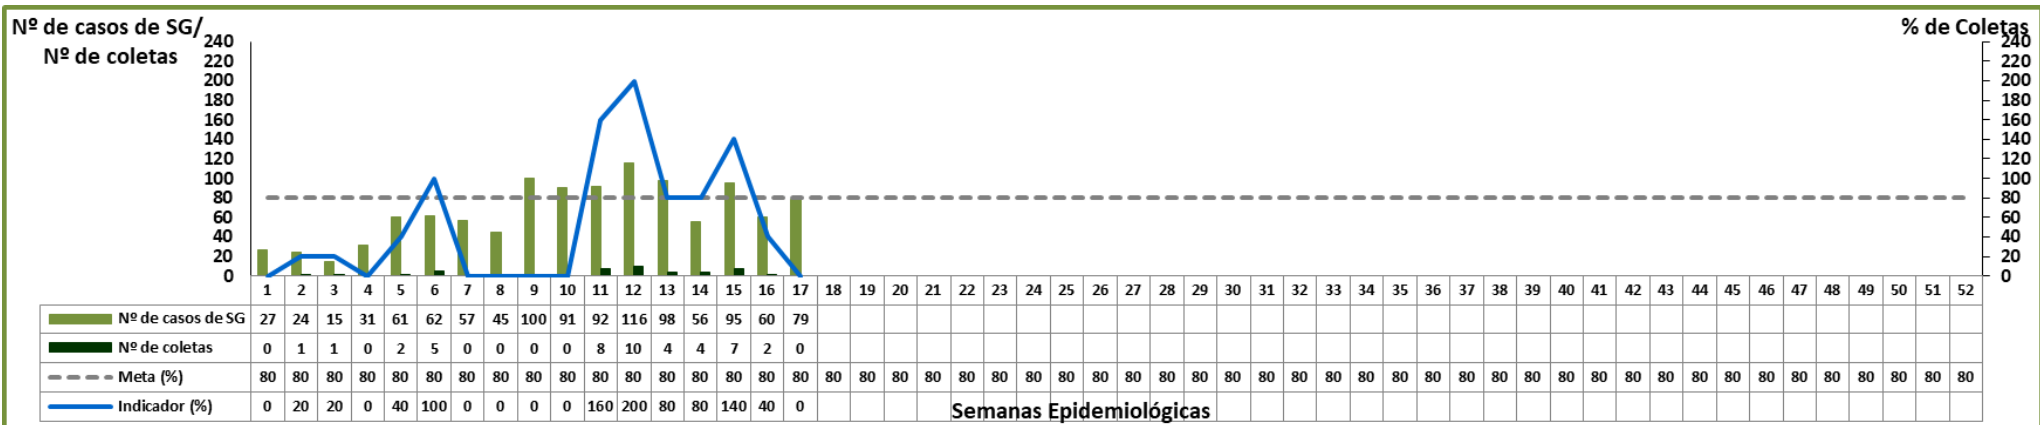 Nº de casos de SG/
Nº de coletas
% de Coletas
240 240
220 220
200 200
180 180
160 160
140 140
120 120
100 100
80 80
60 60
40 40
20 20
0 0
1 2 3 4 5 6 7 8 9 10 11 12 13 14 15 16 17 18 19 20 21 22 23 24 25 26 27 28 29 30 31 32 33 34 35 36 37 38 39 40 41 42 43 44 45 46 47 48 49 50 51 52
Nº de casos de SG 27 24 15 31 61 62 57 45 100 91 92 116 98 56 95 60 79
Nº de coletas 0 1 1 0 2 5 0 0 0 0 8 10 4 4 7 2 0
Meta (%) 80 80 80 80 80 80 80 80 80 80 80 80 80 80 80 80 80 80 80 80 80 80 80 80 80 80 80 80 80 80 80 80 80 80 80 80 80 80 80 80 80 80 80 80 80 80 80 80 80 80 80 80
Indicador (%) 0 20 20 0 40 100 0 0 0 0 160 200 80 80 140 40 0
Semanas Epidemiológicas